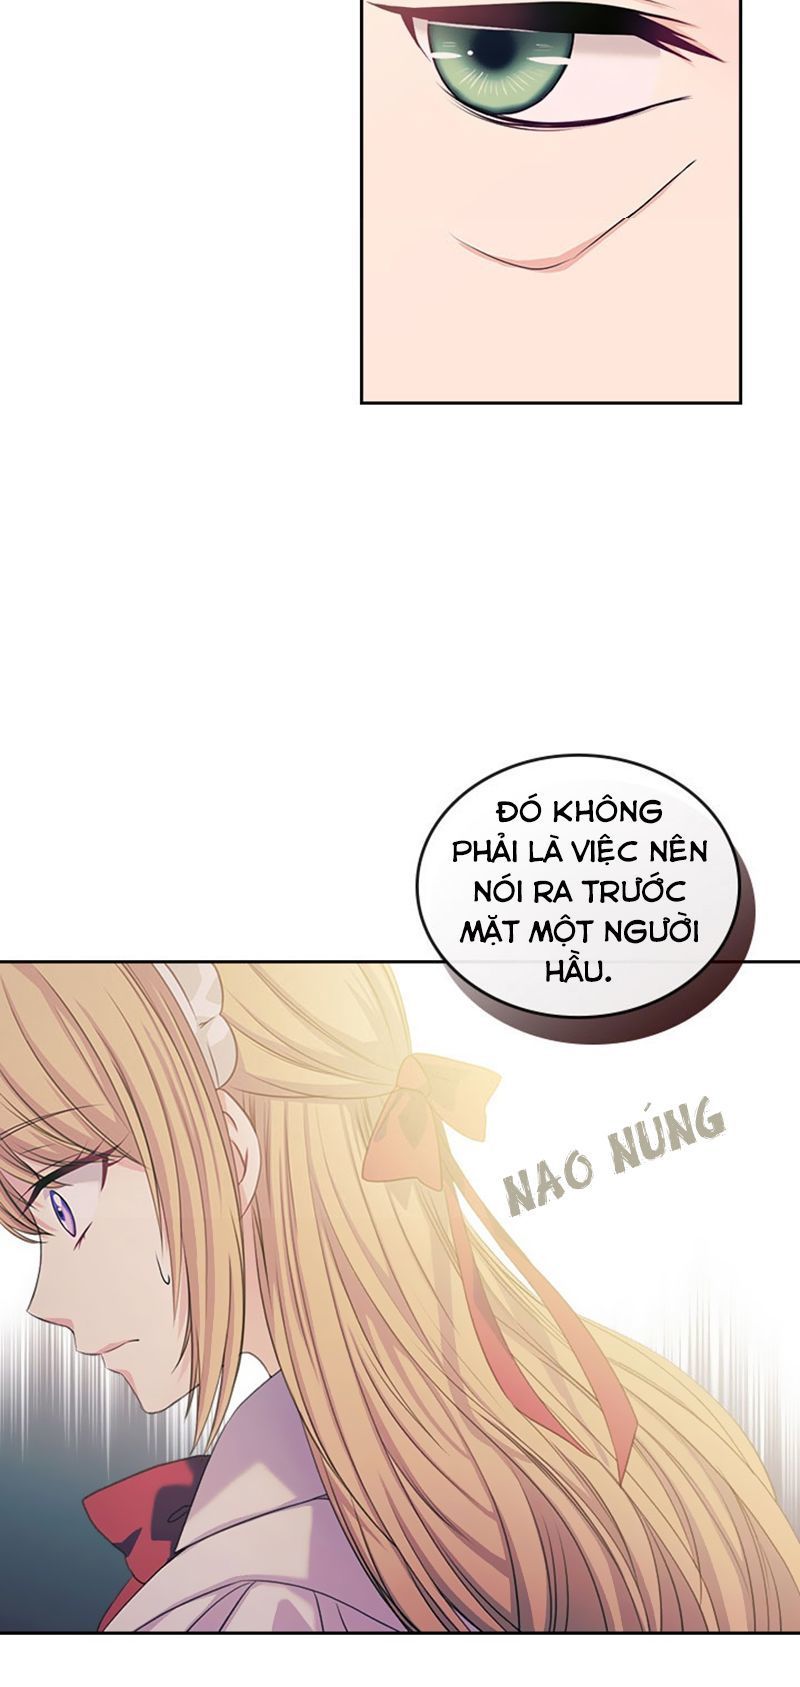 ĐÓ KHÔNG
PHẢI LÀ VIỆC NÊN
NÓI RA TRƯỚC
MẶT MỘT NGƯỜI
HẦU.
NAO NÚNG